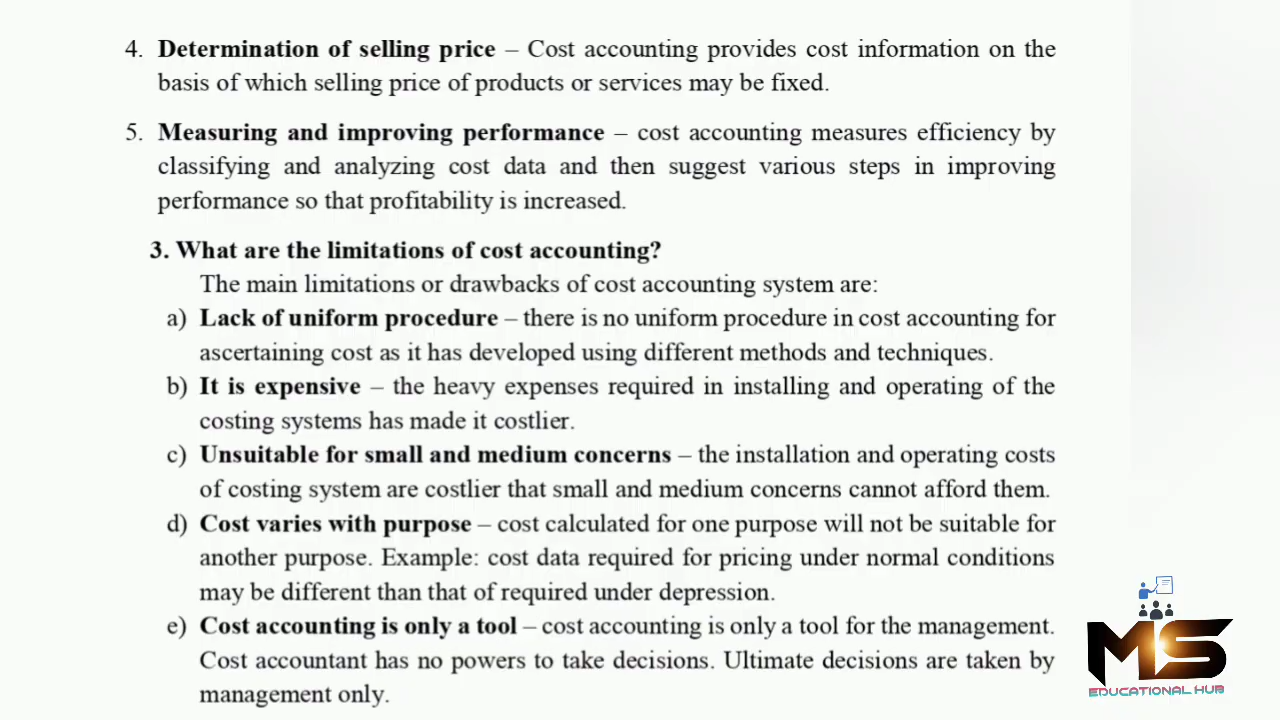 4. Determination of selling price – Cost accounting provides cost information on the
basis of which selling price of products or services may be fixed.
5. Measuring and improving performance – cost accounting measures efficiency by
classifying and analyzing cost data and then suggest various steps in improving
performance so that profitability is increased.
3. What are the limitations of cost accounting?
The main limitations or drawbacks of cost accounting system are:
a) Lack of uniform procedure – there is no uniform procedure in cost accounting for
ascertaining cost as it has developed using different methods and techniques.
b) It is expensive – the heavy expenses required in installing and operating of the
costing systems has made it costlier.
c) Unsuitable for small and medium concerns – the installation and operating costs
of costing system are costlier that small and medium concerns cannot afford them.
d) Cost varies with purpose – cost calculated for one purpose will not be suitable for
another purpose. Example: cost data required for pricing under normal conditions
may be different than that of required under depression.
e) Cost accounting is only a tool – cost accounting is only a tool for the management.
Cost accountant has no powers to take decisions. Ultimate decisions are taken by
management only.
MS
EDUCATIONAL HUB